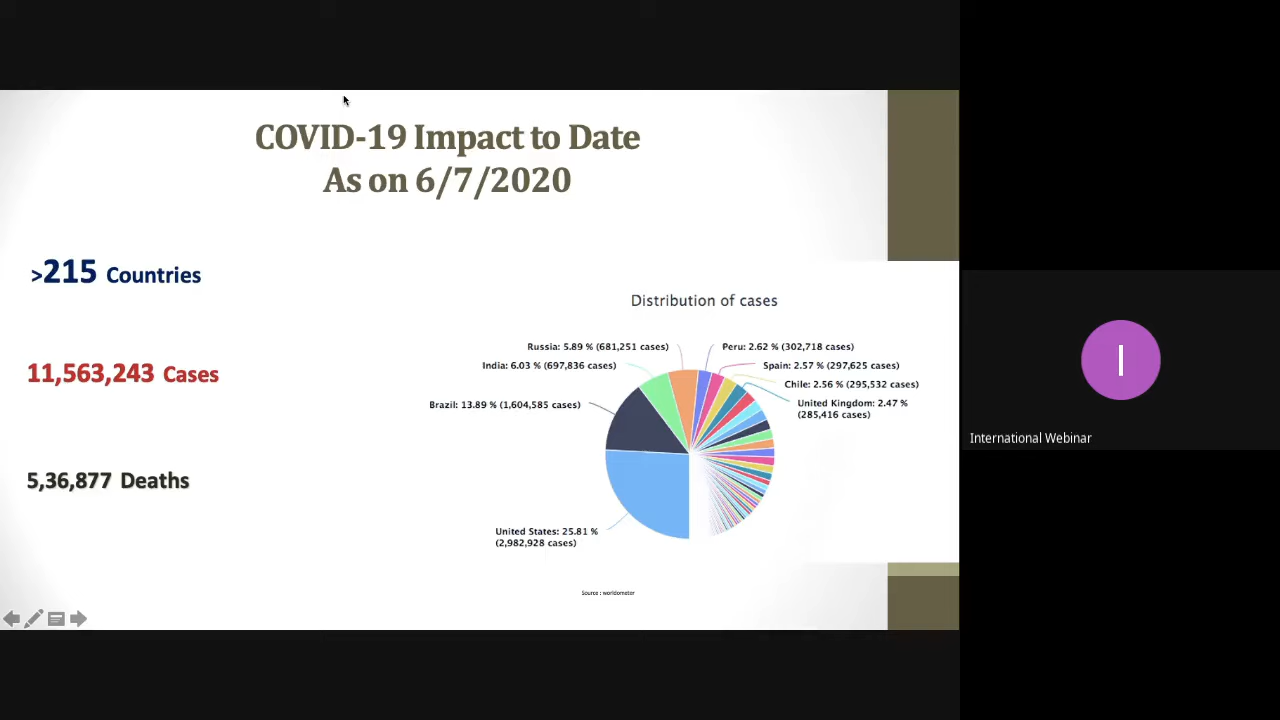 COVID-19 Impact to Date
As on 6/7/2020
>215 Countries
11,563,243 Cases
5,36,877 Deaths
Distribution of cases
Russia: 5.89 % (681,251 cases)
Peru: 2.62 % (302,718 cases)
India: 6.03 % (697,836 cases)
Spain: 2.57 % (297,625 cases)
Chile: 2.56 % (295,532 cases)
Brazil: 13.89 % (1,604,585 cases)
United Kingdom: 2.47 %
(285,416 cases)
United States: 25.81 %
(2,982,928 cases)
Source : worldometer
I
International Webinar